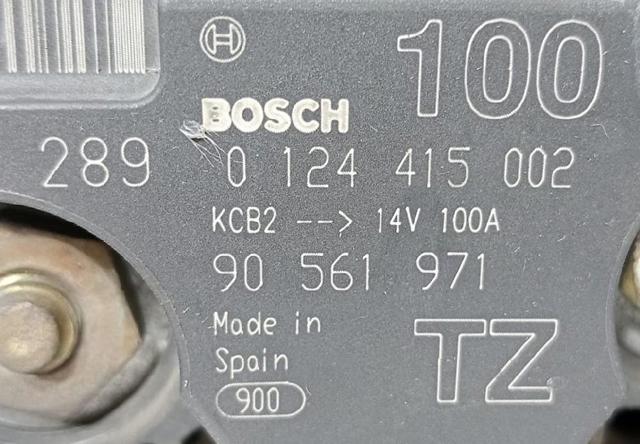 100
BOSCH
289 0 124 415 002
KCB2 --> 14V 100A
90 561 971
Made in
Spain
TZ
900